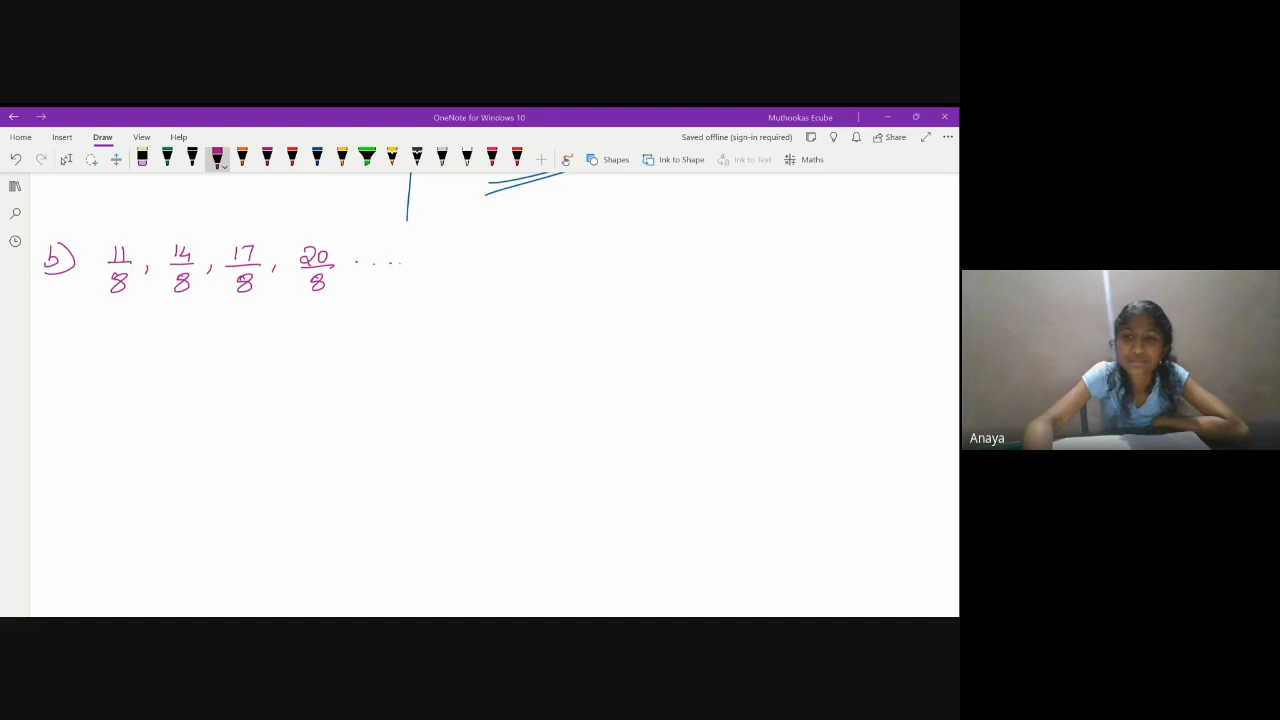 OneNote for Windows 10
Muthookas Ecube
Home Insert Draw View Help
Saved offline (sign-in required)
Share
Shapes
Ink to Shape
Ink to Text
Maths
b) 11/8, 14/8, 17/8, 20/8 .....
Anaya